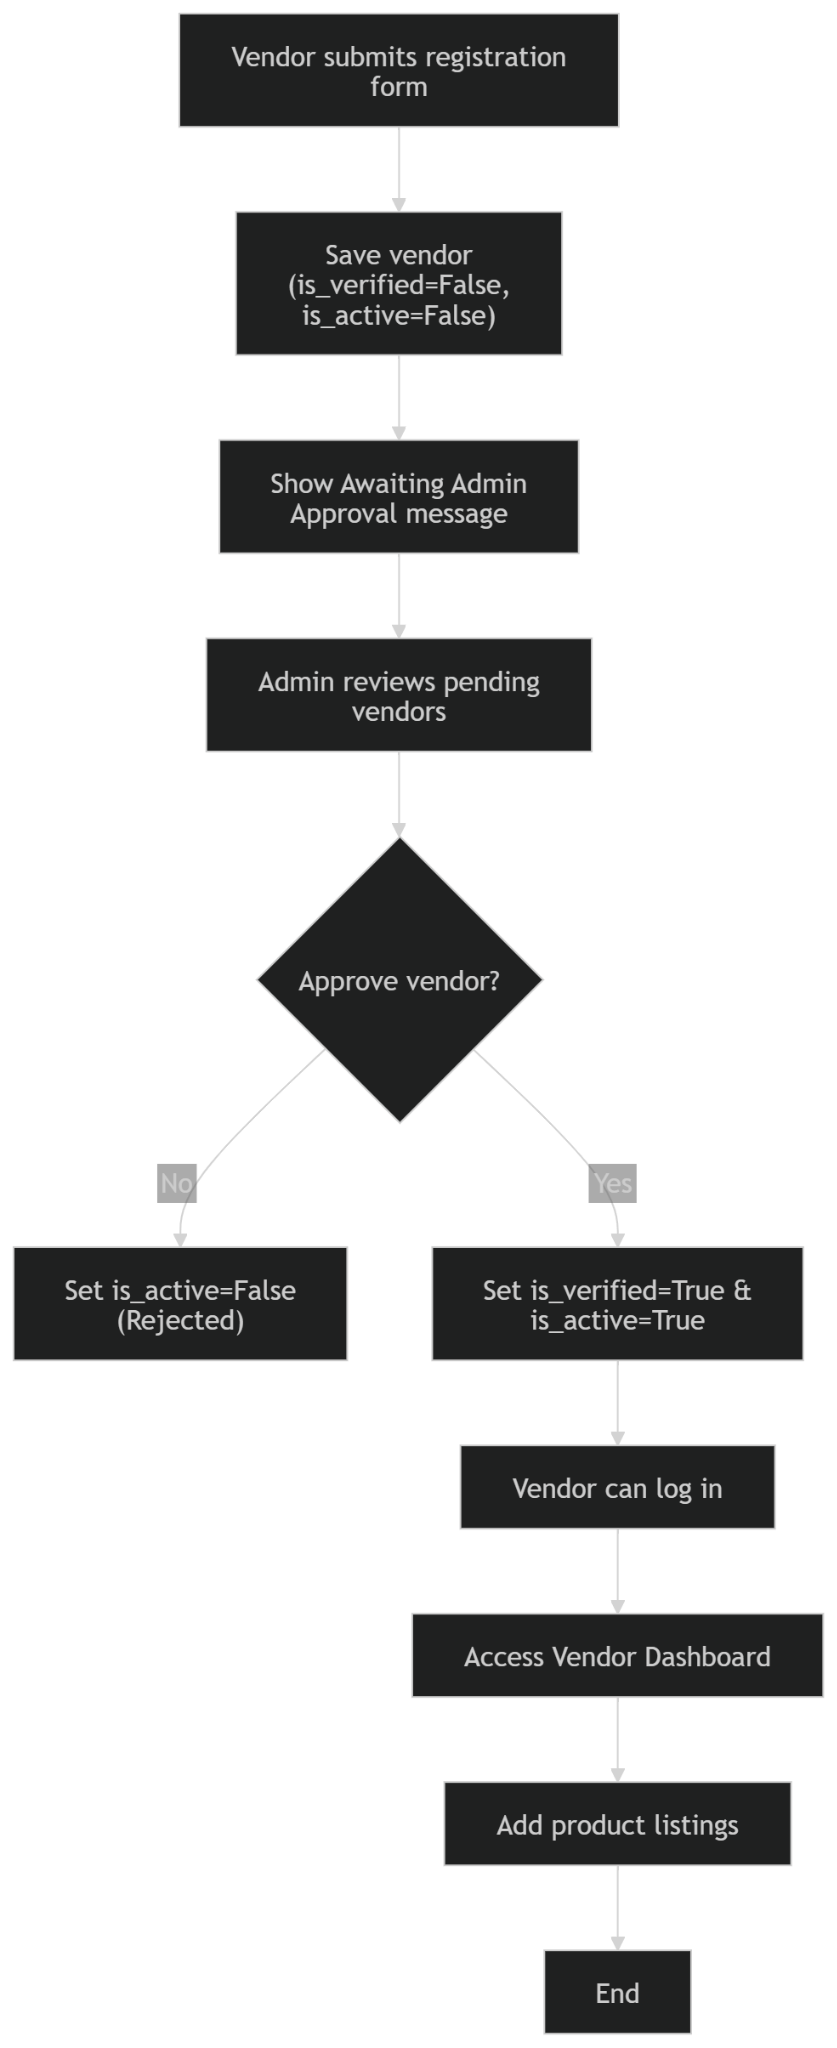 Vendor submits registration
form
Save vendor
(is_verified=False,
is_active=False)
Show Awaiting Admin
Approval message
Admin reviews pending
vendors
Approve vendor?
No
Yes
Set is_active=False
(Rejected)
Set is_verified=True &
is_active=True
Vendor can log in
Access Vendor Dashboard
Add product listings
End